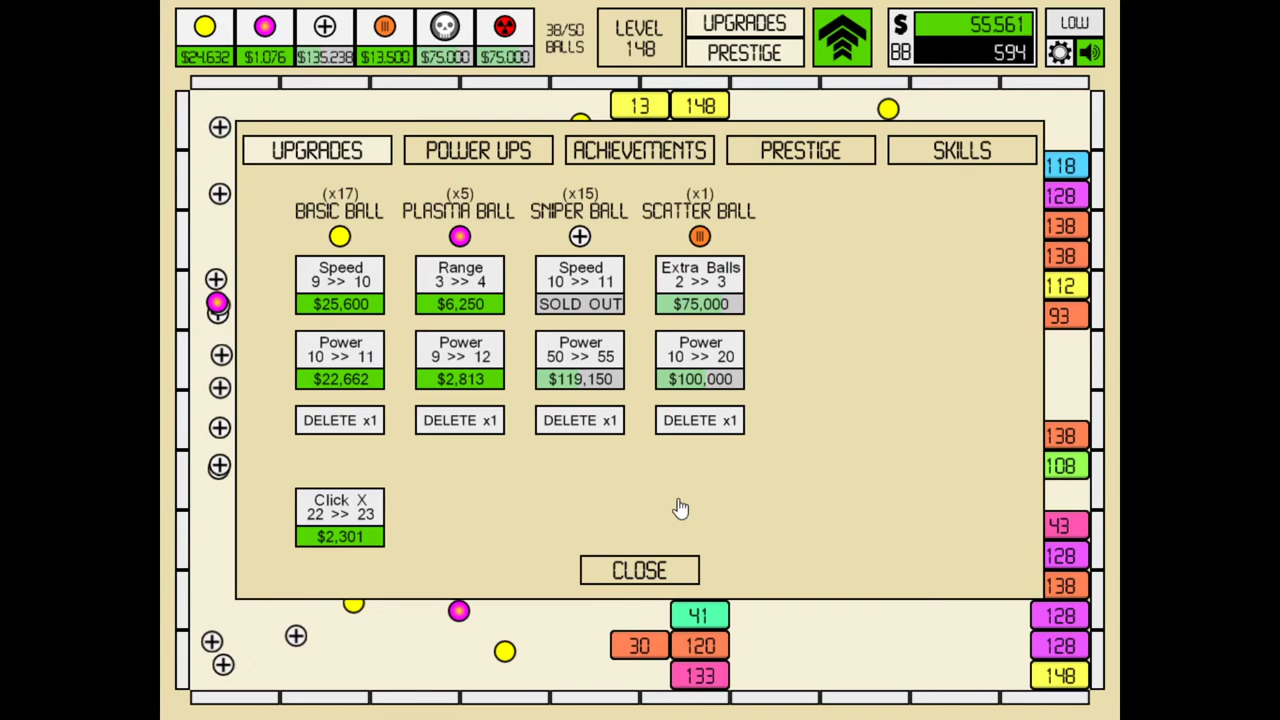 $24.632 $1.076 $135.238 $13.500 $75.000 $75.000
38/50
BALLS
LEVEL
148
UPGRADES
PRESTIGE
$ 55.561
BB 594
LOW
13 148
UPGRADES POWER UPS ACHIEVEMENTS PRESTIGE SKILLS
(x17) (x5) (x15) (x1)
BASIC BALL PLASMA BALL SNIPER BALL SCATTER BALL
Speed Range Speed Extra Balls
9 >> 10 3 >> 4 10 >> 11 2 >> 3
$25,600 $6,250 SOLD OUT $75,000
Power Power Power Power
10 >> 11 9 >> 12 50 >> 55 10 >> 20
$22,662 $2,813 $119,150 $100,000
DELETE x1 DELETE x1 DELETE x1 DELETE x1
Click X
22 >> 23
$2,301
CLOSE
118
128
138
138
112
93
138
108
43
128
138
41 128
30 120 128
133 148